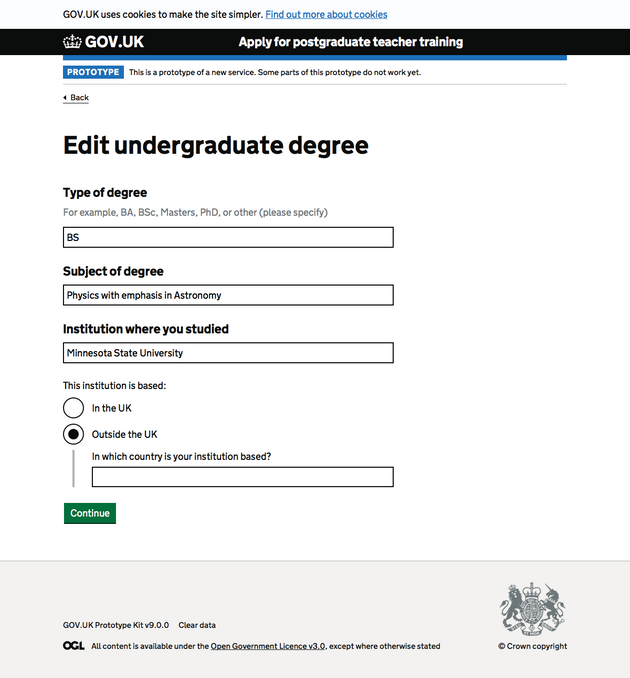 GOV.UK uses cookies to make the site simpler. Find out more about cookies
GOV.UK Apply for postgraduate teacher training
PROTOTYPE This is a prototype of a new service. Some parts of this prototype do not work yet.
Back
Edit undergraduate degree
Type of degree
For example, BA, BSc, Masters, PhD, or other (please specify)
BS
Subject of degree
Physics with emphasis in Astronomy
Institution where you studied
Minnesota State University
This institution is based:
In the UK
Outside the UK
In which country is your institution based?
Continue
GOV.UK Prototype Kit v9.0.0 Clear data
OGL All content is available under the Open Government Licence v3.0, except where otherwise stated
© Crown copyright